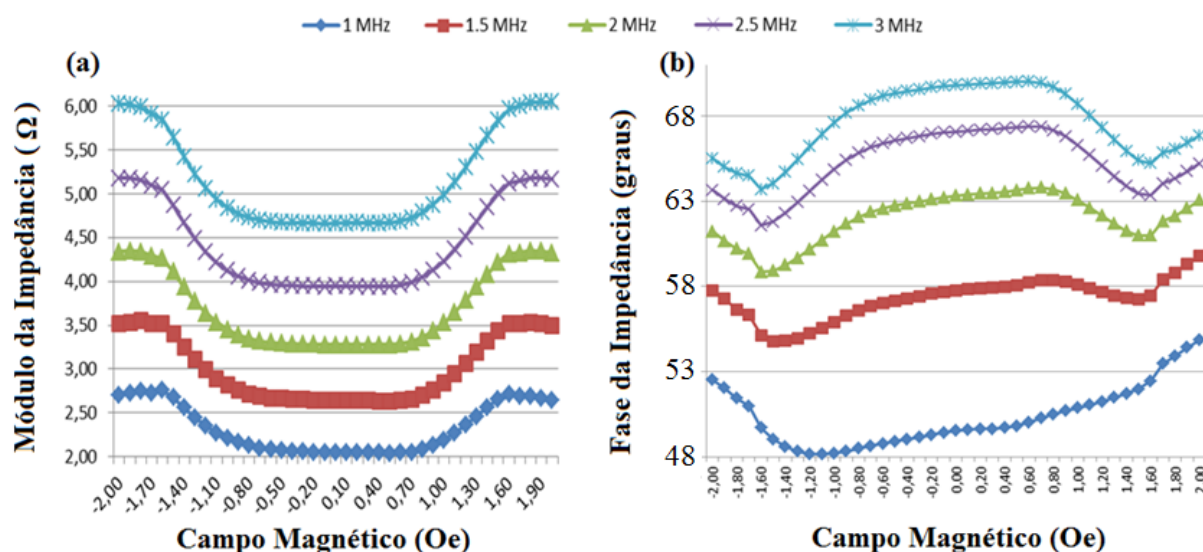 1 MHz 1.5 MHz 2 MHz 2.5 MHz 3 MHz
(a)
Módulo da Impedância ( Ω )
6,00
5,50
5,00
4,50
4,00
3,50
3,00
2,50
2,00
-2,00 -1,70 -1,40 -1,10 -0,80 -0,50 -0,20 0,10 0,40 0,70 1,00 1,30 1,60 1,90
Campo Magnético (Oe)
(b)
Fase da Impedância (graus)
68
63
58
53
48
-2,00 -1,80 -1,60 -1,40 -1,20 -1,00 -0,80 -0,60 -0,40 -0,20 0,00 0,20 0,40 0,60 0,80 1,00 1,20 1,40 1,60 1,80 2,00
Campo Magnético (Oe)